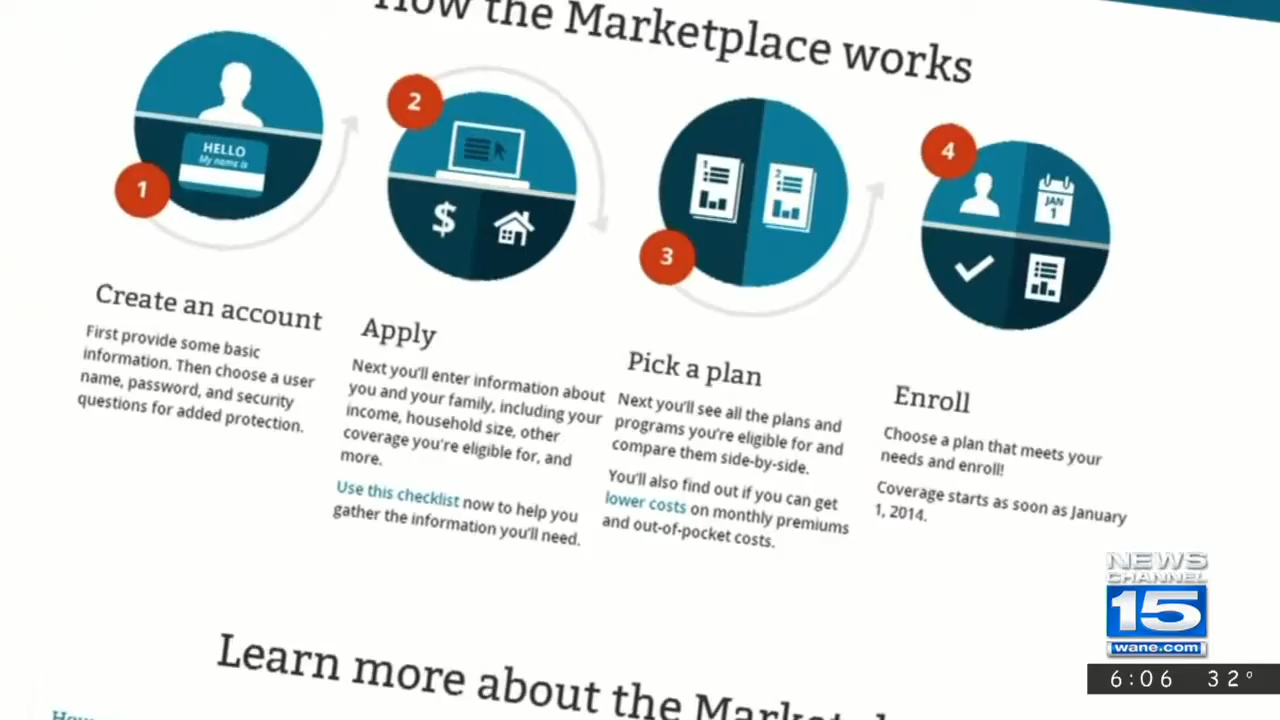 How the Marketplace works
1
HELLO
My name is
Create an account
First provide some basic
information. Then choose a user
name, password, and security
questions for added protection.
2
$
Apply
Next you'll enter information about
you and your family, including your
income, household size, other
coverage you're eligible for, and
more.
Use this checklist now to help you
gather the information you'll need.
3
1
2
Pick a plan
Next you'll see all the plans and
programs you're eligible for and
compare them side-by-side.
You'll also find out if you can get
lower costs on monthly premiums
and out-of-pocket costs.
4
JAN
1
Enroll
Choose a plan that meets your
needs and enroll!
Coverage starts as soon as January
1, 2014.
Learn more about the
NEWS
CHANNEL
15
wane.com
6:06 32°